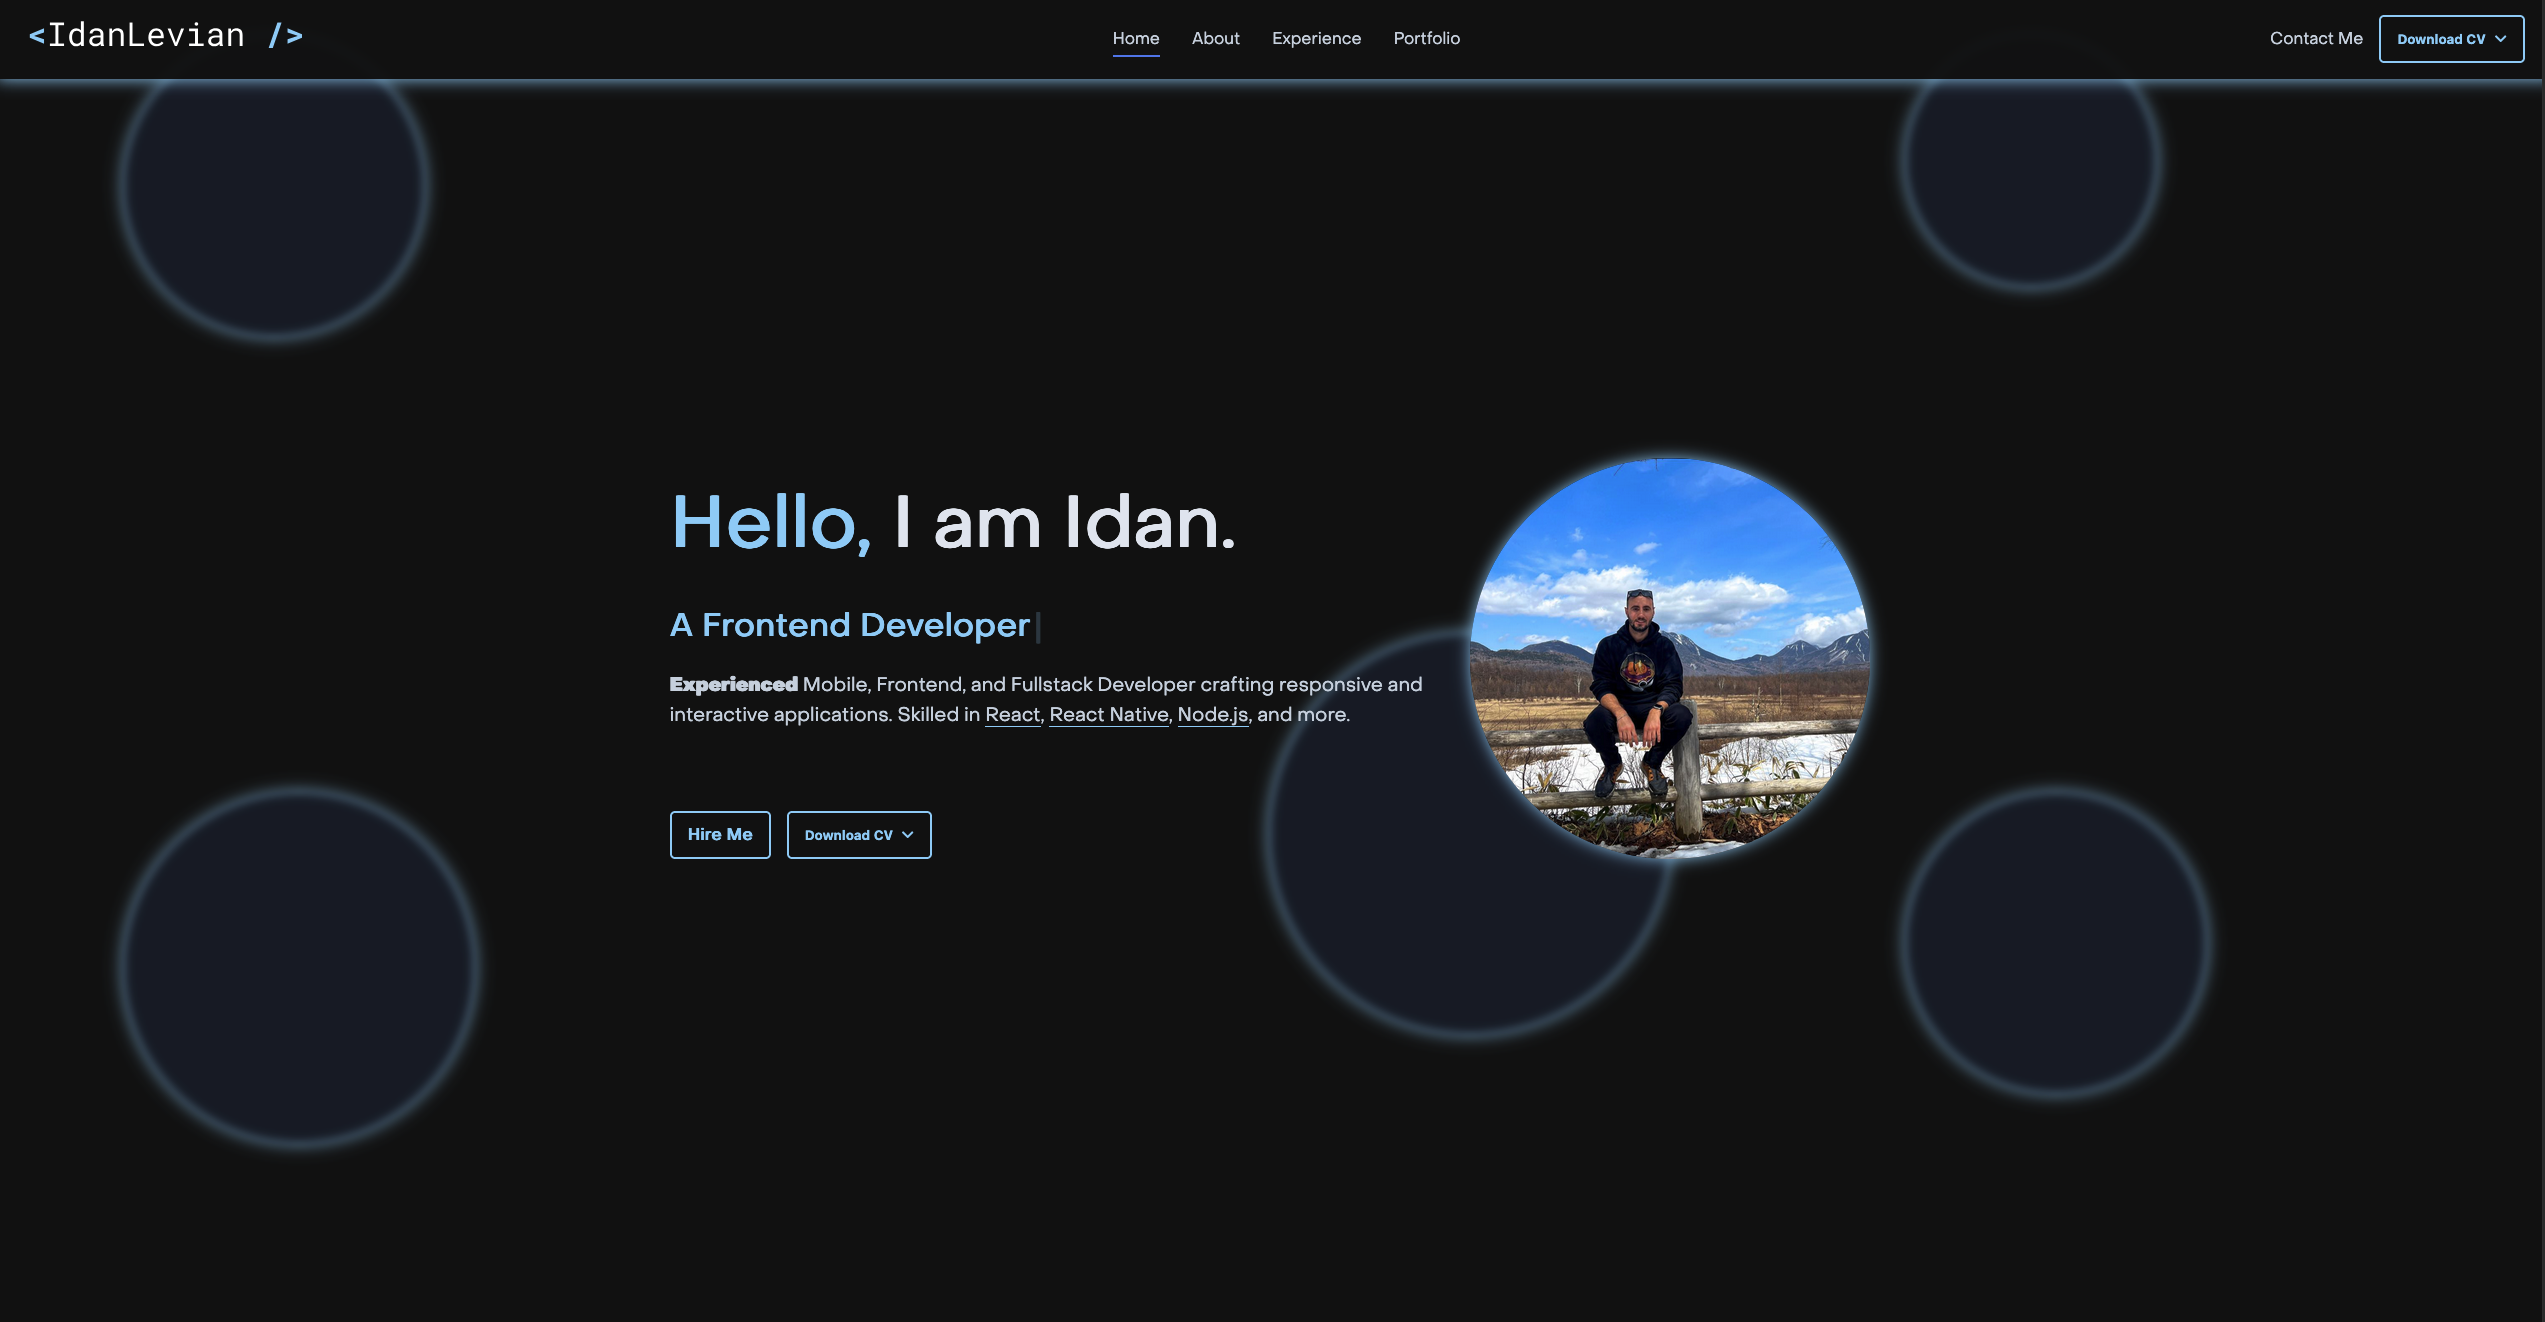 <IdanLevian />
Home About Experience Portfolio
Contact Me Download CV
Hello, I am Idan.
A Frontend Developer|
Experienced Mobile, Frontend, and Fullstack Developer crafting responsive and
interactive applications. Skilled in React, React Native, Node.js, and more.
Hire Me Download CV